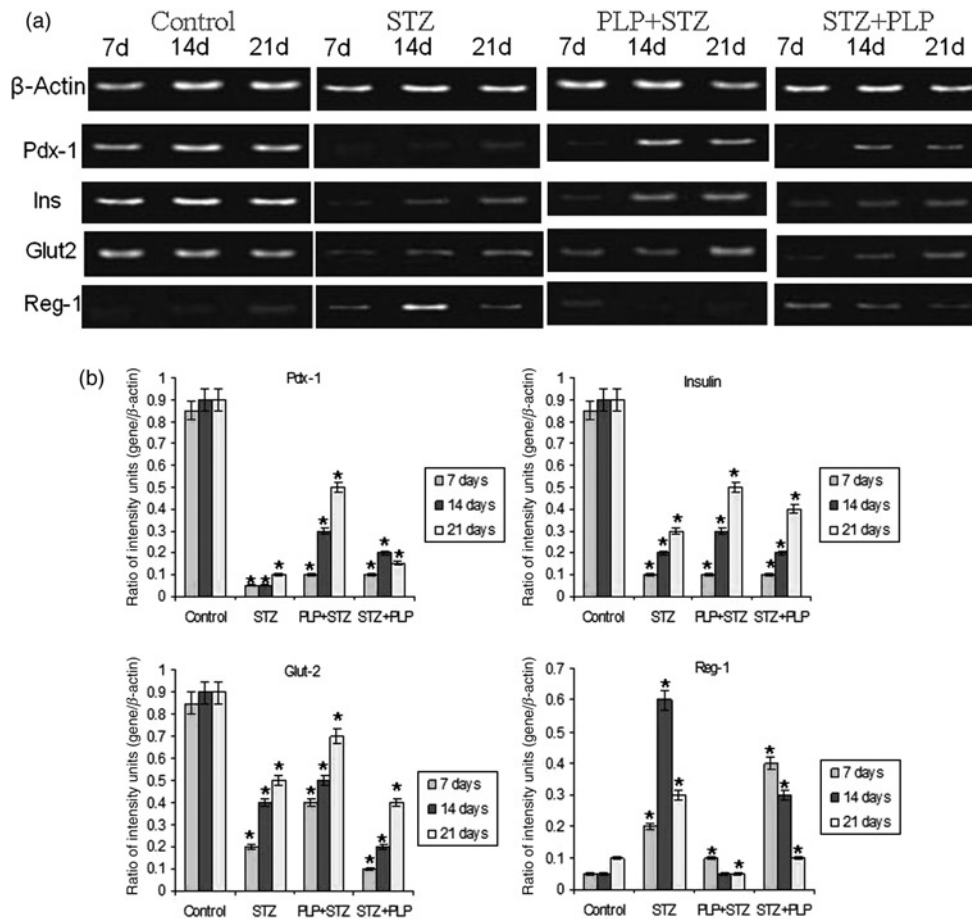 (a)
Control STZ PLP+STZ STZ+PLP
7d 14d 21d 7d 14d 21d 7d 14d 21d 7d 14d 21d
β-Actin
Pdx-1
Ins
Glut2
Reg-1
(b)
Pdx-1
Ratio of intensity units (gene/β-actin)
1
0.9
0.8
0.7
0.6
0.5
0.4
0.3
0.2
0.1
0
* * * * * * * * *
Control STZ PLP+STZ STZ+PLP
7 days
14 days
21 days
Insulin
Ratio of intensity units (gene/β-actin)
1
0.9
0.8
0.7
0.6
0.5
0.4
0.3
0.2
0.1
0
* * * * * * * * *
Control STZ PLP+STZ STZ+PLP
7 days
14 days
21 days
Glut-2
Ratio of intensity units (gene/β-actin)
1
0.9
0.8
0.7
0.6
0.5
0.4
0.3
0.2
0.1
0
* * * * * * * * *
Control STZ PLP+STZ STZ+PLP
7 days
14 days
21 days
Reg-1
Ratio of intensity units (gene/β-actin)
0.7
0.6
0.5
0.4
0.3
0.2
0.1
0
* * * * * * * *
Control STZ PLP+STZ STZ+PLP
7 days
14 days
21 days